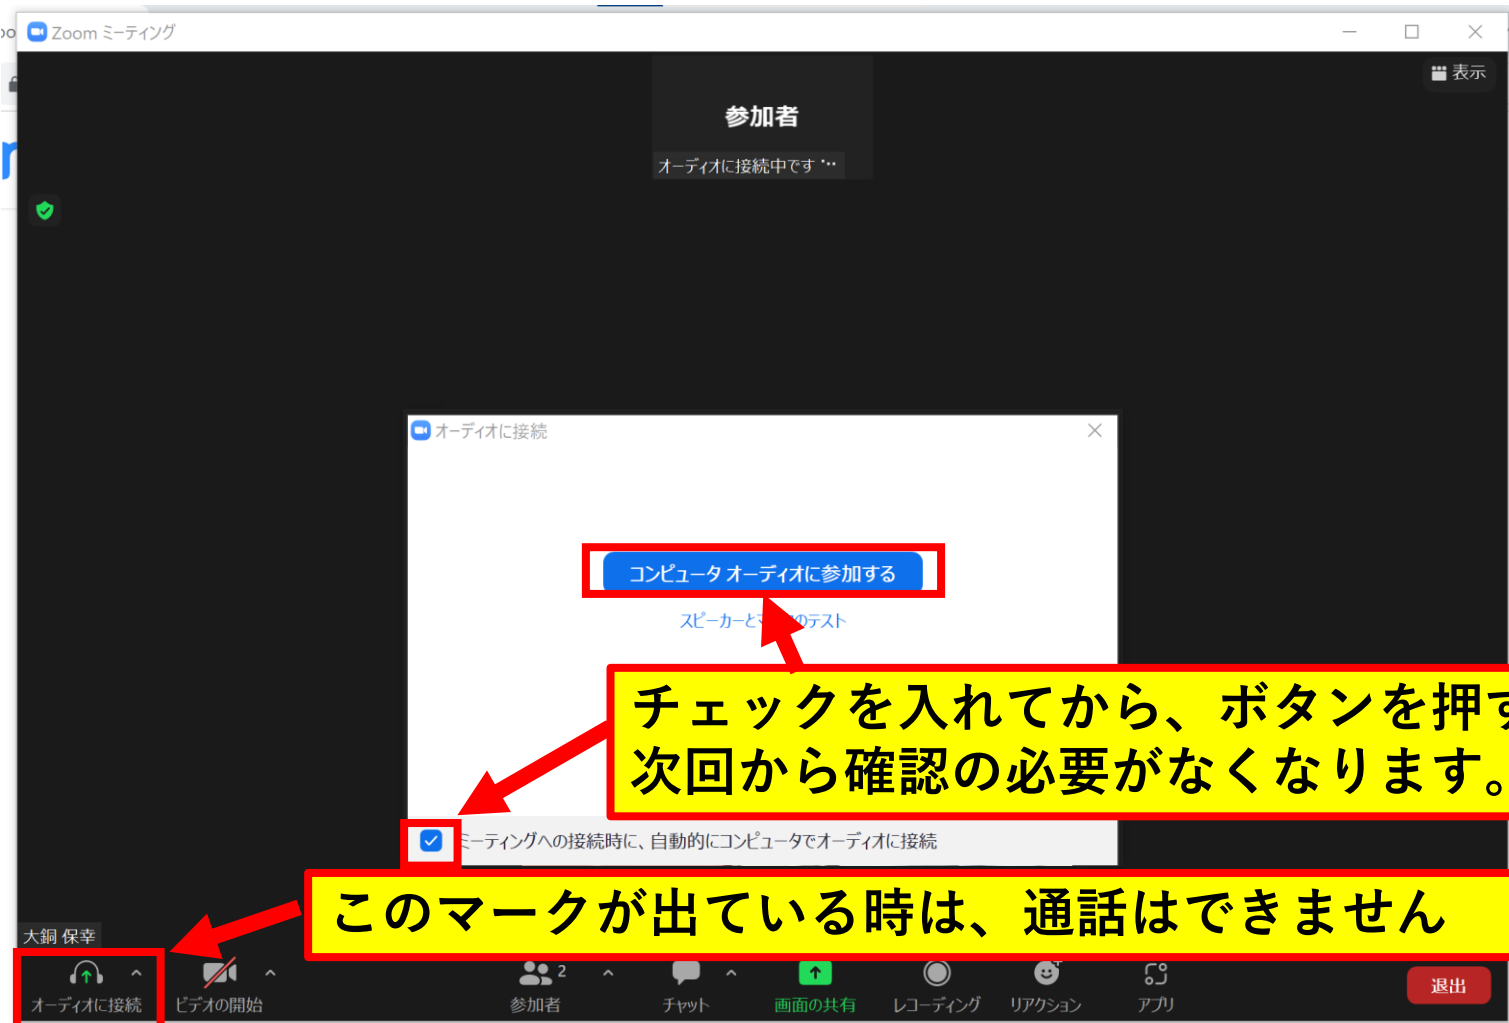 Zoom ミーティング
表示
参加者
オーディオに接続中です
オーディオに接続
コンピュータ オーディオに参加する
スピーカーと のテスト
チェックを入れてから、ボタンを押す
次回から確認の必要がなくなります。
ミーティングへの接続時に、自動的にコンピュータでオーディオに接続
このマークが出ている時は、通話はできません
大銅 保幸
2
オーディオに接続 ビデオの開始 参加者 チャット 画面の共有 レコーディング リアクション アプリ 退出